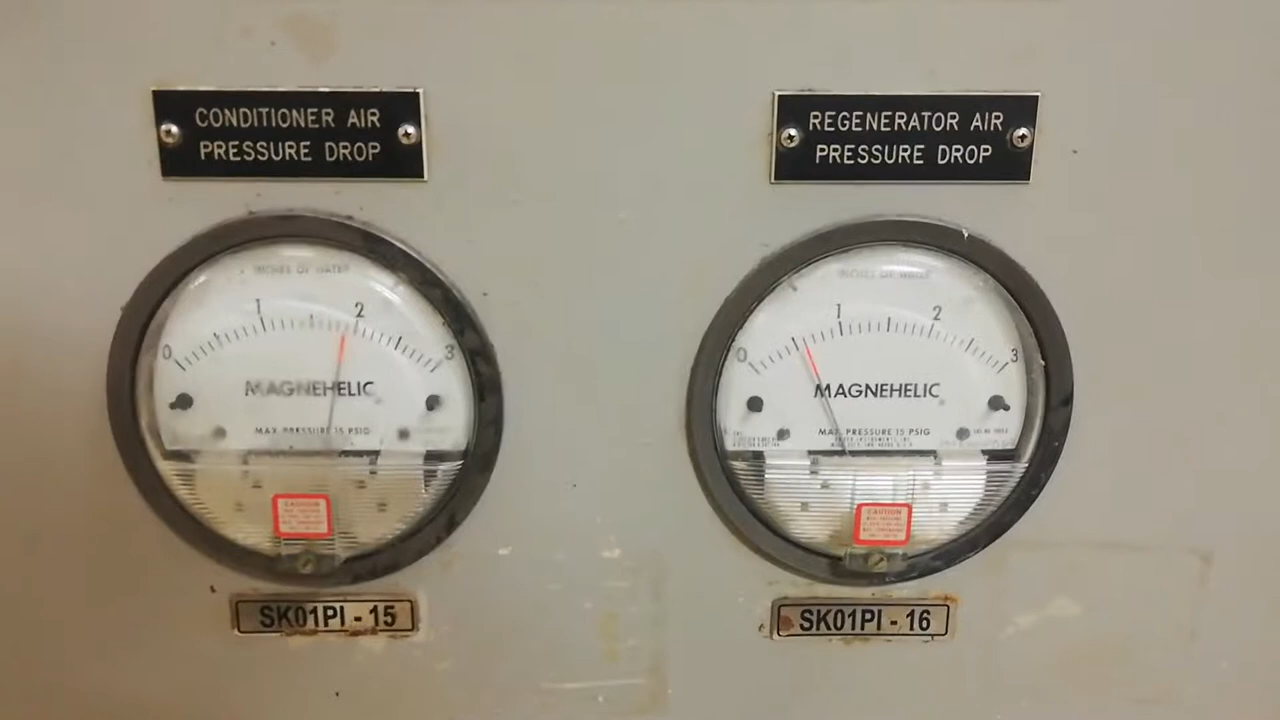 CONDITIONER AIR
PRESSURE DROP
REGENERATOR AIR
PRESSURE DROP
INCHES OF WATER
0 1 2 3
MAGNEHELIC
MAX. PRESSURE 15 PSIG
CAUTION
SK01PI - 15
INCHES OF WATER
0 1 2 3
MAGNEHELIC
MAX. PRESSURE 15 PSIG
CAUTION
SK01PI - 16